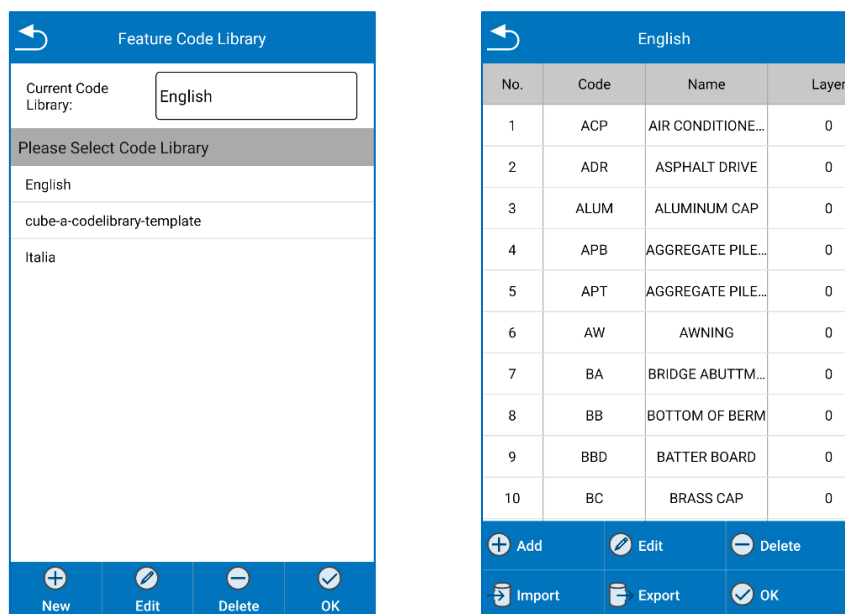 Feature Code Library
Current Code
Library:
English
Please Select Code Library
English
cube-a-codelibrary-template
Italia
New Edit Delete OK
English
No. Code Name Layer
1 ACP AIR CONDITIONE... 0
2 ADR ASPHALT DRIVE 0
3 ALUM ALUMINUM CAP 0
4 APB AGGREGATE PILE... 0
5 APT AGGREGATE PILE... 0
6 AW AWNING 0
7 BA BRIDGE ABUTTM... 0
8 BB BOTTOM OF BERM 0
9 BBD BATTER BOARD 0
10 BC BRASS CAP 0
Add Edit Delete
Import Export OK